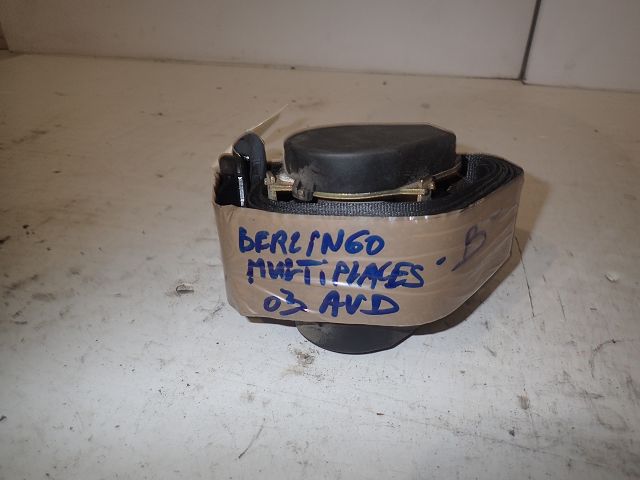 BERLINGO
MULTIPLACES
03 AVD
B